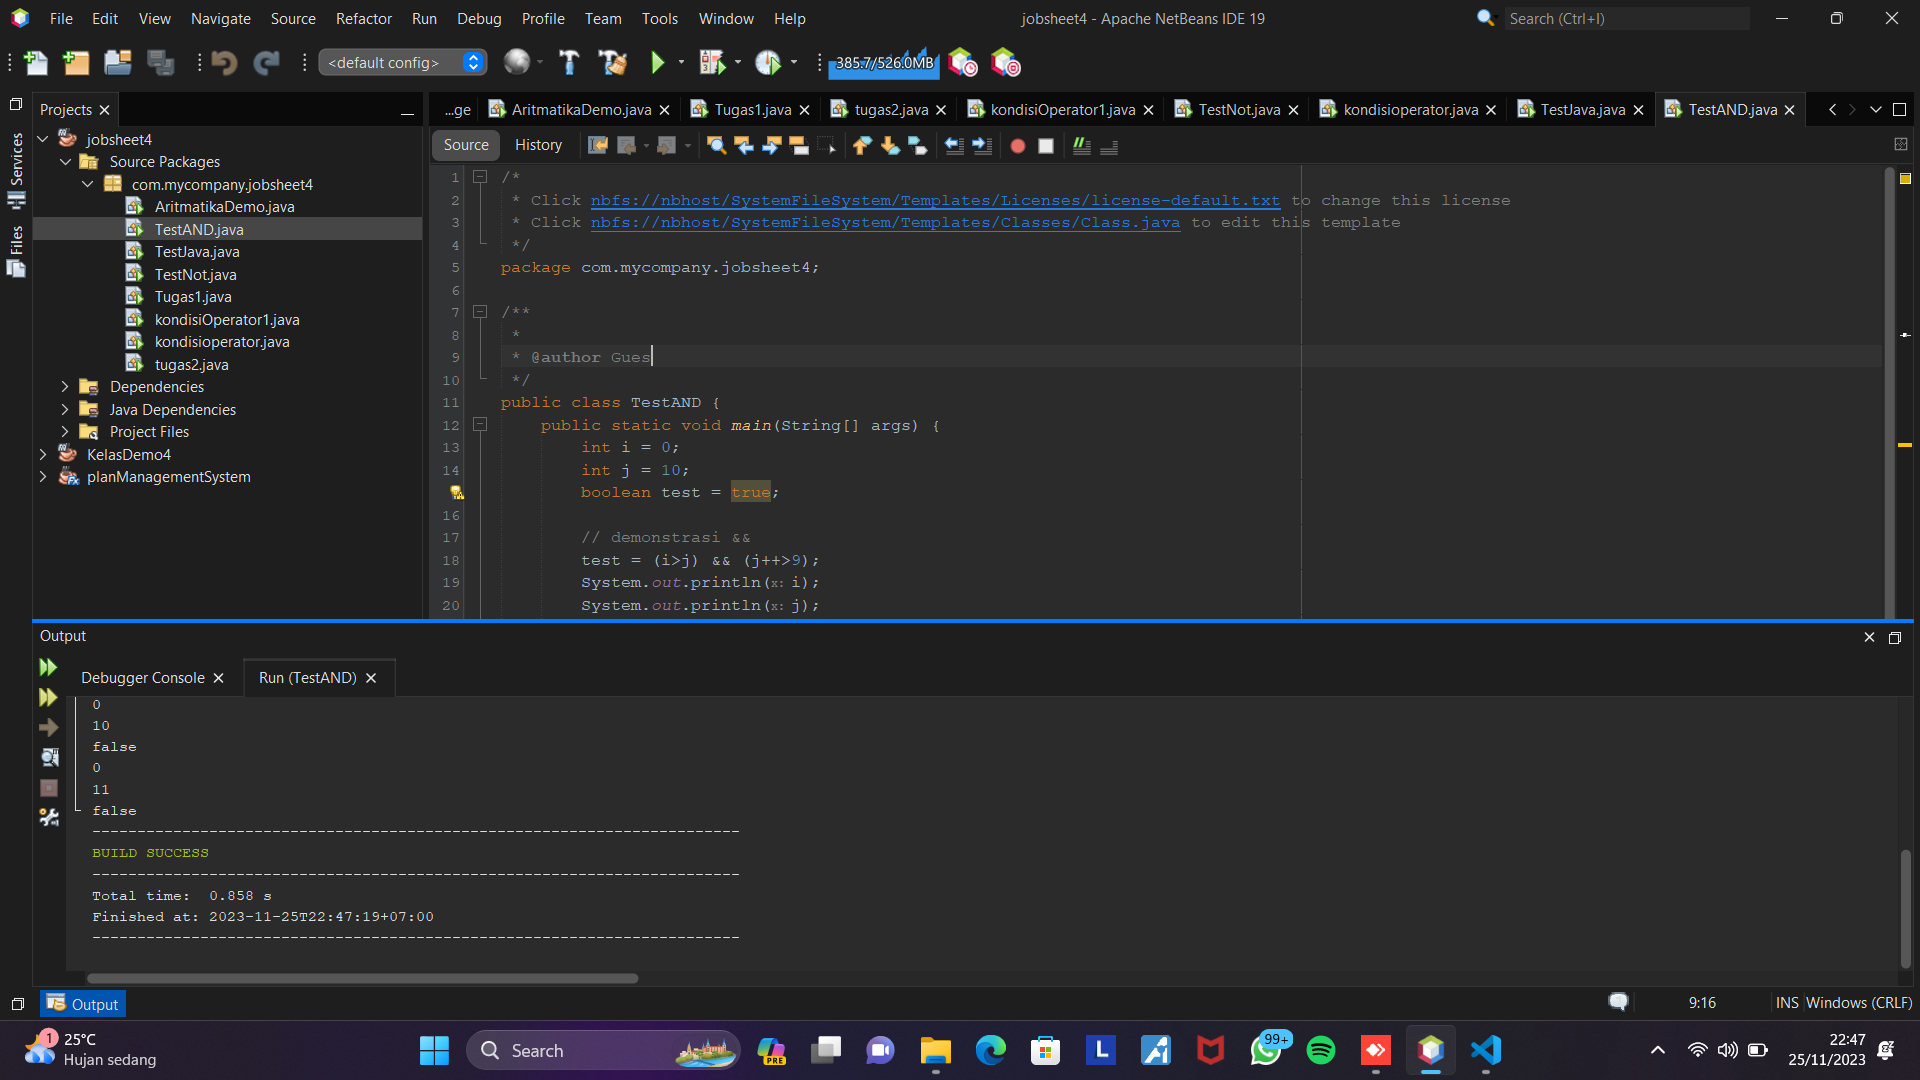 File Edit View Navigate Source Refactor Run Debug Profile Team Tools Window Help
jobsheet4 - Apache NetBeans IDE 19
Search (Ctrl+I)
<default config>
385.7/526.0MB
Services
Files
Projects
jobsheet4
Source Packages
com.mycompany.jobsheet4
AritmatikaDemo.java
TestAND.java
TestJava.java
TestNot.java
Tugas1.java
kondisiOperator1.java
kondisioperator.java
tugas2.java
Dependencies
Java Dependencies
Project Files
KelasDemo4
planManagementSystem
...ge AritmatikaDemo.java Tugas1.java tugas2.java kondisiOperator1.java TestNot.java kondisioperator.java TestJava.java TestAND.java
Source History
1 /*
2 * Click nbfs://nbhost/SystemFileSystem/Templates/Licenses/license-default.txt to change this license
3 * Click nbfs://nbhost/SystemFileSystem/Templates/Classes/Class.java to edit this template
4 */
5 package com.mycompany.jobsheet4;
6
7 /**
8 *
9 * @author Gues
10 */
11 public class TestAND {
12 public static void main(String[] args) {
13 int i = 0;
14 int j = 10;
boolean test = true;
16
17 // demonstrasi &&
18 test = (i>j) && (j++>9);
19 System.out.println(x: i);
20 System.out.println(x: j);
Output
Debugger Console Run (TestAND)
0
10
false
0
11
false
------------------------------------------------------------------------
BUILD SUCCESS
------------------------------------------------------------------------
Total time:  0.858 s
Finished at: 2023-11-25T22:47:19+07:00
------------------------------------------------------------------------
Output
9:16 INS Windows (CRLF)
1
25°C
Hujan sedang
Search
PRE
L
99+
22:47
25/11/2023